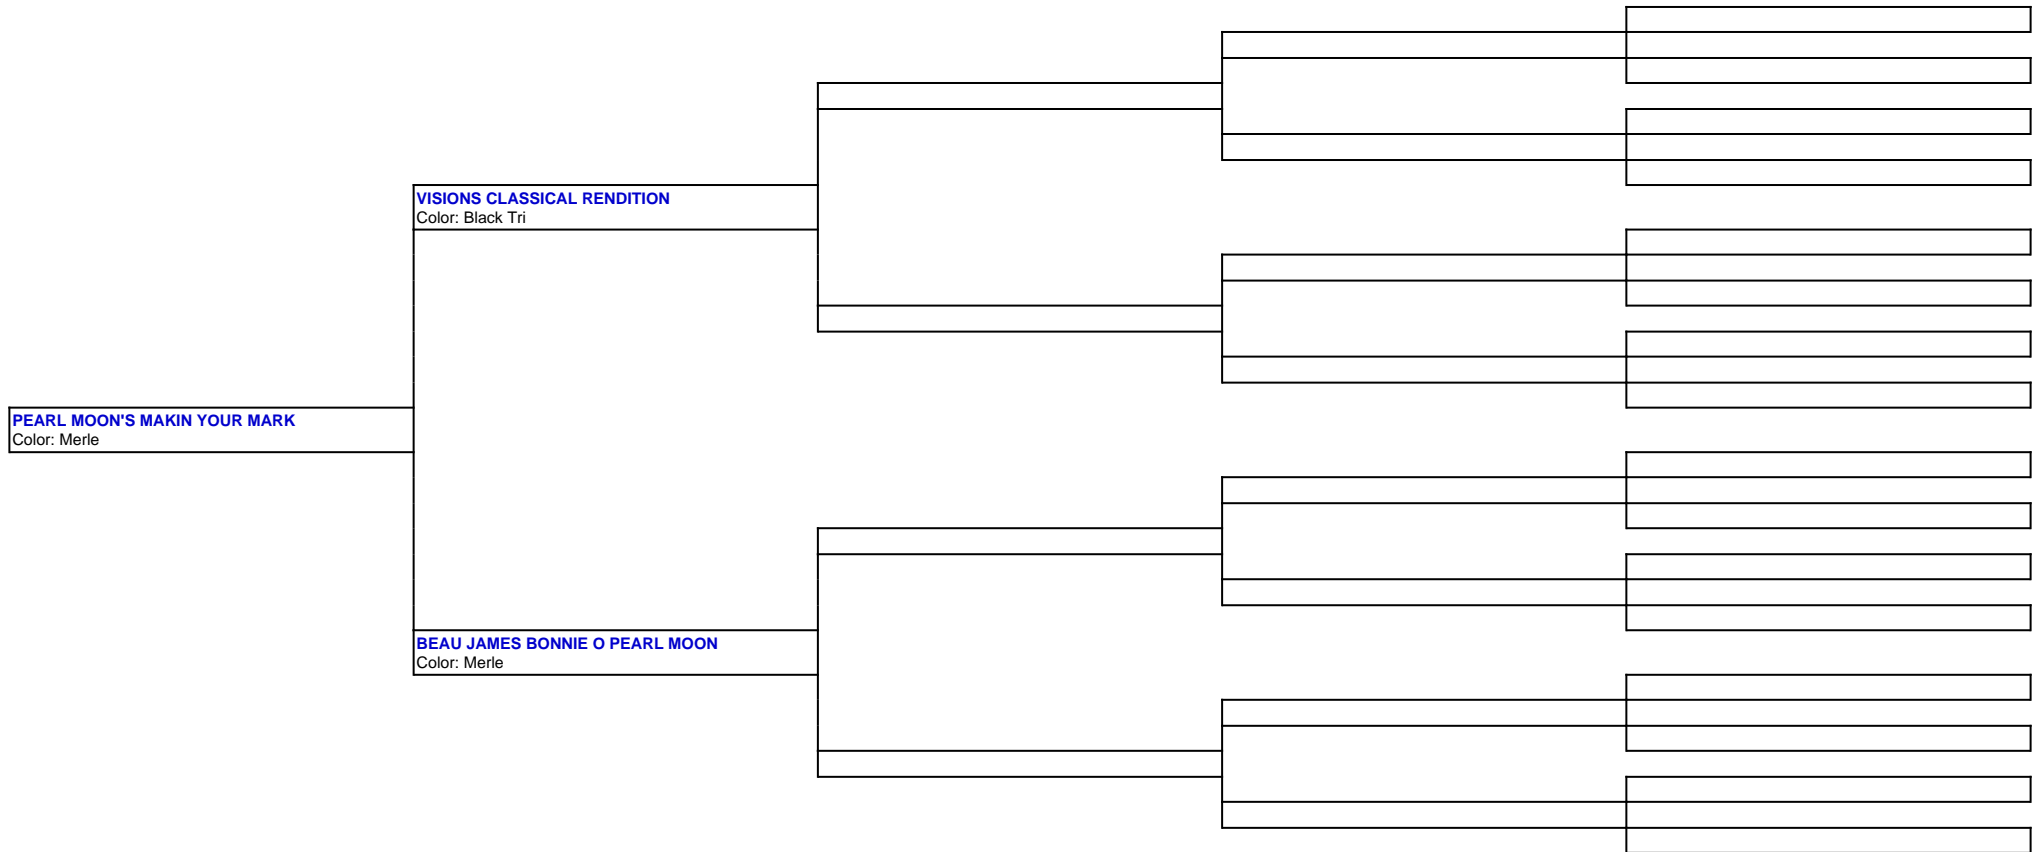 VISIONS CLASSICAL RENDITION
Color: Black Tri
PEARL MOON'S MAKIN YOUR MARK
Color: Merle
BEAU JAMES BONNIE O PEARL MOON
Color: Merle